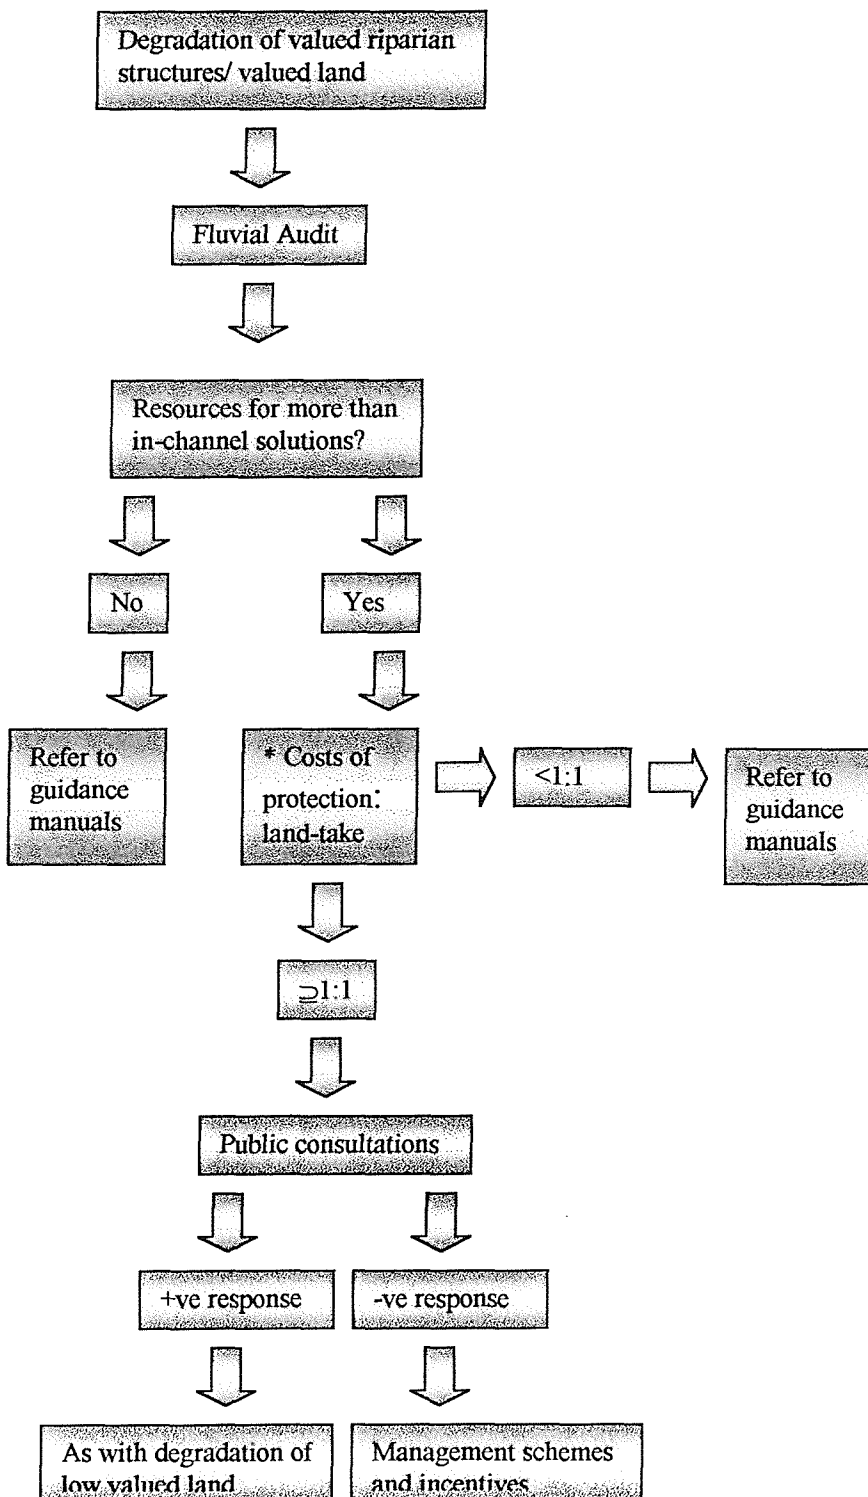 Degradation of valued riparian
structures/ valued land
Fluvial Audit
Resources for more than
in-channel solutions?
No
Yes
Refer to
guidance
manuals
* Costs of
protection:
land-take
<1:1
Refer to
guidance
manuals
⊇1:1
Public consultations
+ve response
-ve response
As with degradation of
low valued land
Management schemes
and incentives